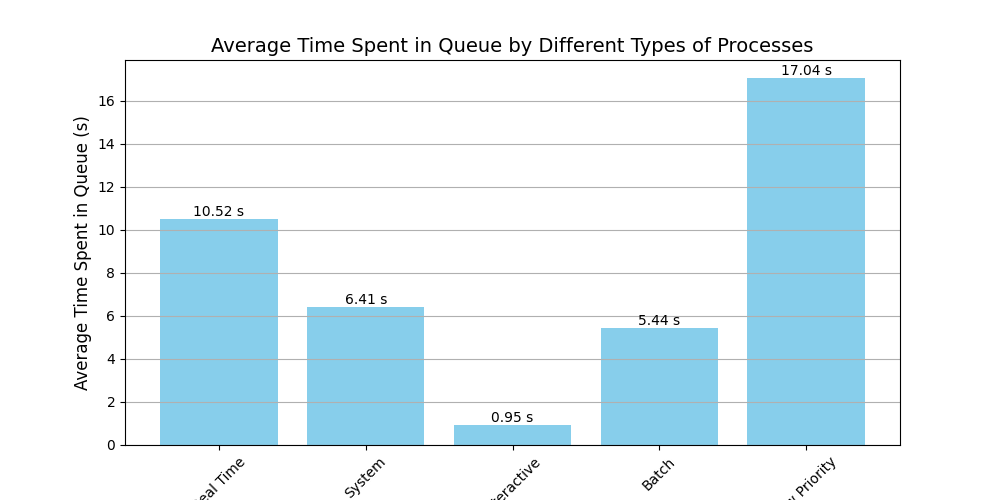 Average Time Spent in Queue by Different Types of Processes
Average Time Spent in Queue (s)
16
14
12
10
8
6
4
2
0
10.52 s
6.41 s
0.95 s
5.44 s
17.04 s
Time
System
Batch
Priority